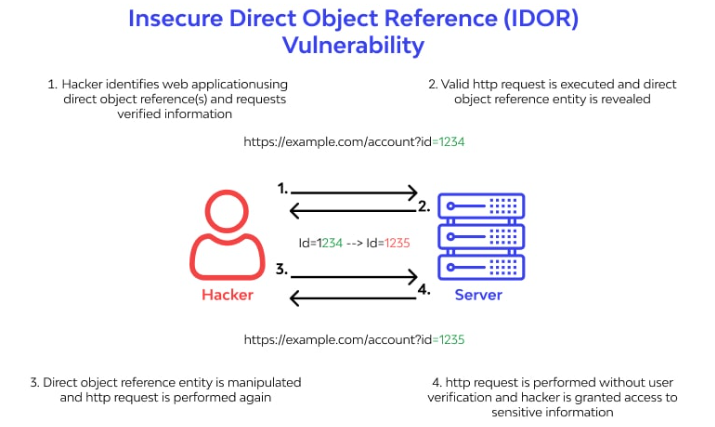 Insecure Direct Object Reference (IDOR)
Vulnerability
1. Hacker identifies web applicationusing
direct object reference(s) and requests
verified information
2. Valid http request is executed and direct
object reference entity is revealed
https://example.com/account?id=1234
1.
2.
Id=1234 --> Id=1235
3.
4.
Hacker
Server
https://example.com/account?id=1235
3. Direct object reference entity is manipulated
and http request is performed again
4. http request is performed without user
verification and hacker is granted access to
sensitive information